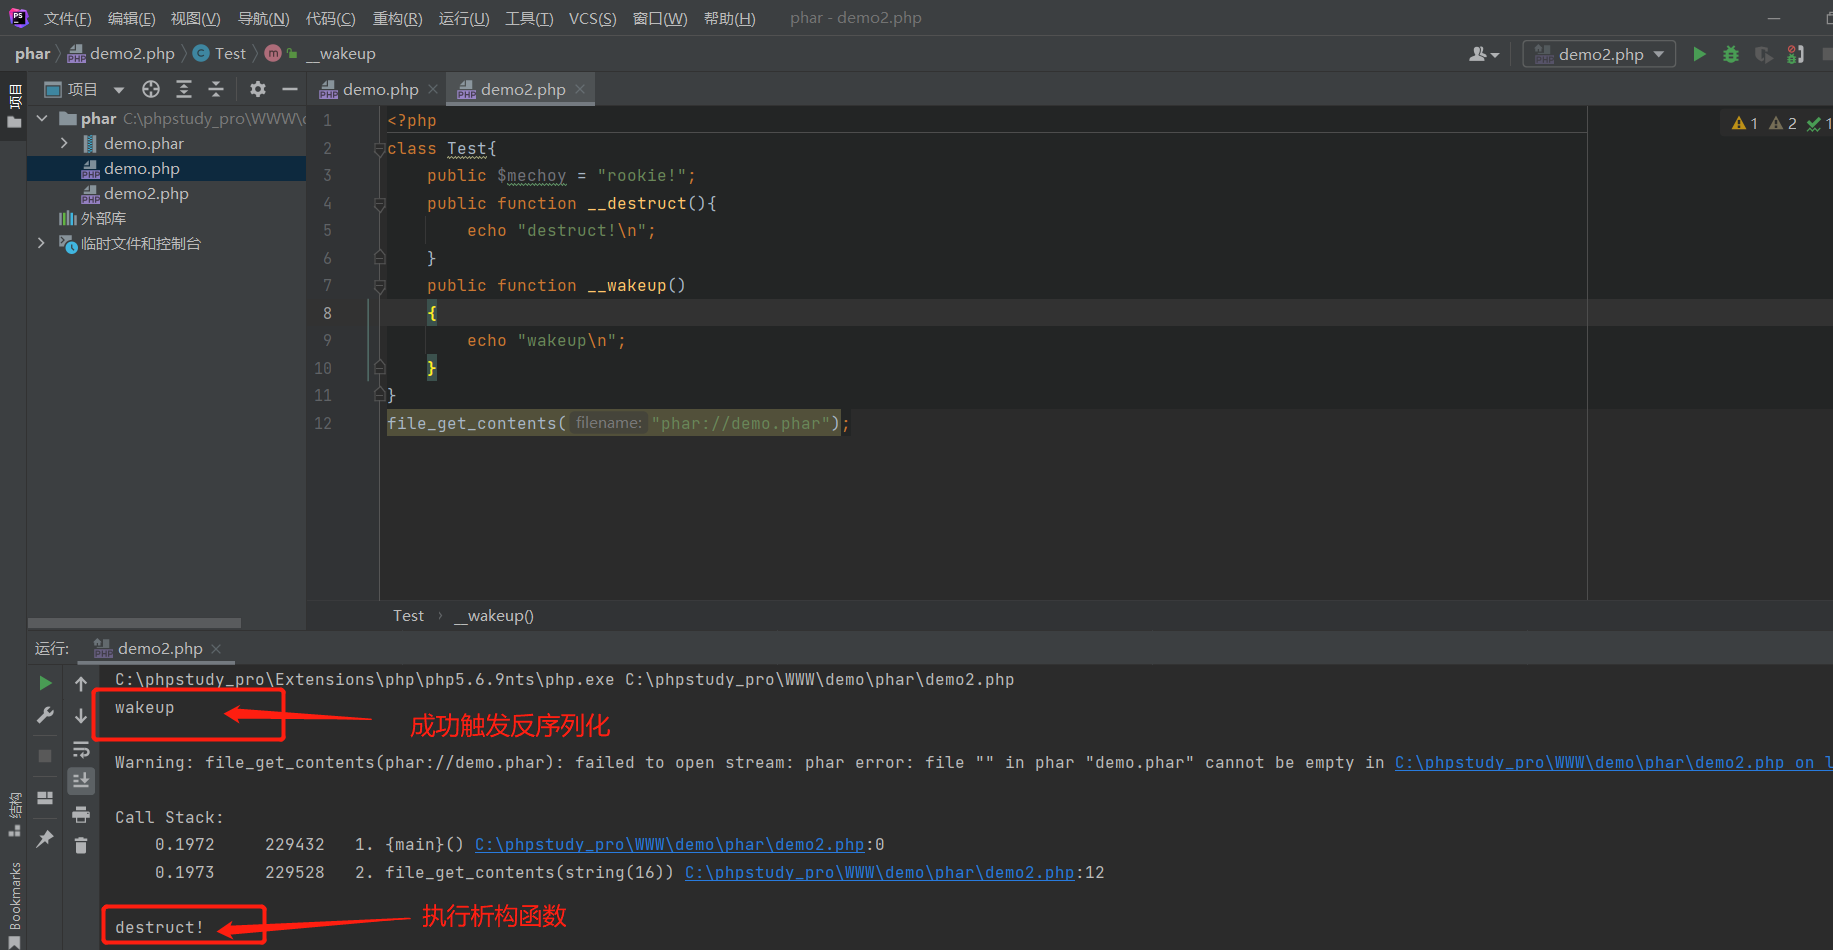 文件(F) 编辑(E) 视图(V) 导航(N) 代码(C) 重构(R) 运行(U) 工具(T) VCS(S) 窗口(W) 帮助(H) phar - demo2.php
phar demo2.php Test __wakeup
demo2.php
项目
demo.php demo2.php
项目
phar C:\phpstudy_pro\WWW\
demo.phar
demo.php
demo2.php
外部库
临时文件和控制台
1 <?php
2 class Test{
3 public $mechoy = "rookie!";
4 public function __destruct(){
5 echo "destruct!\n";
6 }
7 public function __wakeup()
8 {
9 echo "wakeup\n";
10 }
11 }
12 file_get_contents( filename: "phar://demo.phar");
1 2 1
Test › __wakeup()
运行: demo2.php
C:\phpstudy_pro\Extensions\php\php5.6.9nts\php.exe C:\phpstudy_pro\WWW\demo\phar\demo2.php
wakeup
成功触发反序列化
Warning: file_get_contents(phar://demo.phar): failed to open stream: phar error: file "" in phar "demo.phar" cannot be empty in C:\phpstudy_pro\WWW\demo\phar\demo2.php on l
Call Stack:
0.1972 229432 1. {main}() C:\phpstudy_pro\WWW\demo\phar\demo2.php:0
0.1973 229528 2. file_get_contents(string(16)) C:\phpstudy_pro\WWW\demo\phar\demo2.php:12
destruct!
执行析构函数
结构
Bookmarks